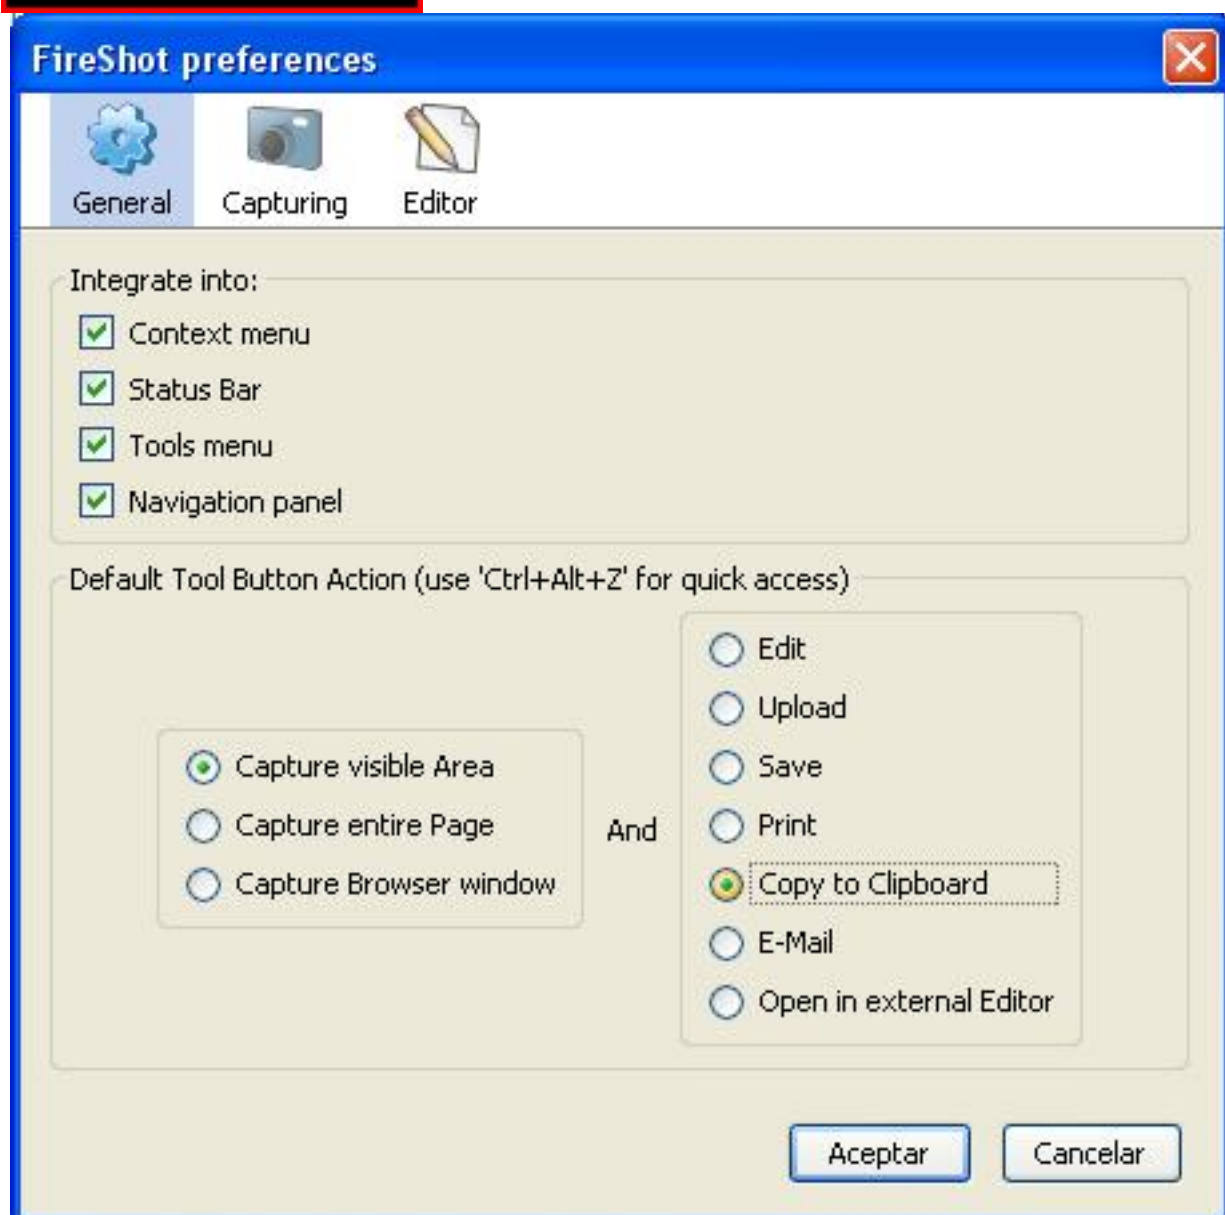 FireShot preferences
General Capturing Editor
Integrate into:
Context menu
Status Bar
Tools menu
Navigation panel
Default Tool Button Action (use 'Ctrl+Alt+Z' for quick access)
Capture visible Area
Capture entire Page
Capture Browser window
And
Edit
Upload
Save
Print
Copy to Clipboard
E-Mail
Open in external Editor
Aceptar Cancelar